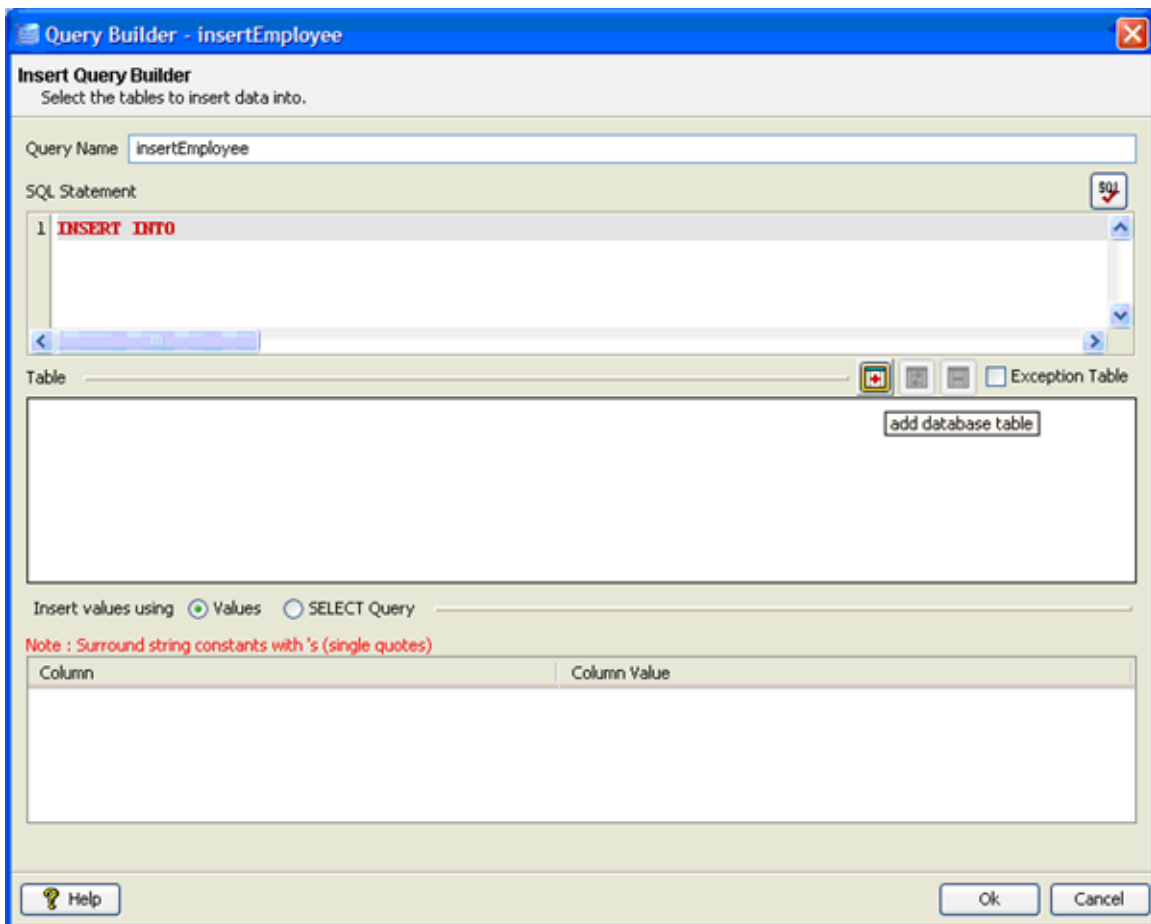 Query Builder - insertEmployee
Insert Query Builder
Select the tables to insert data into.
Query Name insertEmployee
SQL Statement
SQL
1 INSERT INTO
Table Exception Table
add database table
Insert values using Values SELECT Query
Note : Surround string constants with 's (single quotes)
Column Column Value
Help Ok Cancel